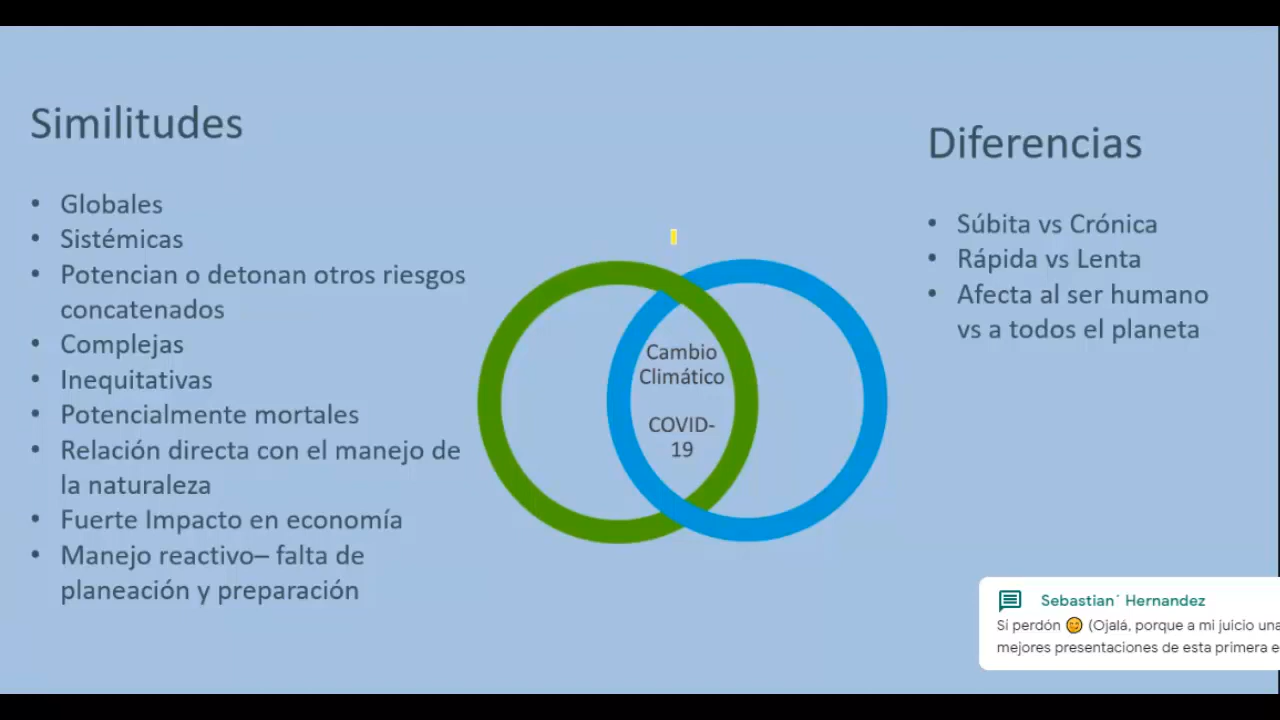 Similitudes
• Globales
• Sistémicas
• Potencian o detonan otros riesgos
concatenados
• Complejas
• Inequitativas
• Potencialmente mortales
• Relación directa con el manejo de
la naturaleza
• Fuerte Impacto en economía
• Manejo reactivo– falta de
planeación y preparación
Cambio
Climático
COVID-
19
Diferencias
• Súbita vs Crónica
• Rápida vs Lenta
• Afecta al ser humano
vs a todos el planeta
Sebastian´ Hernandez
Sí perdón 😊 (Ojalá, porque a mi juicio una
mejores presentaciones de esta primera e